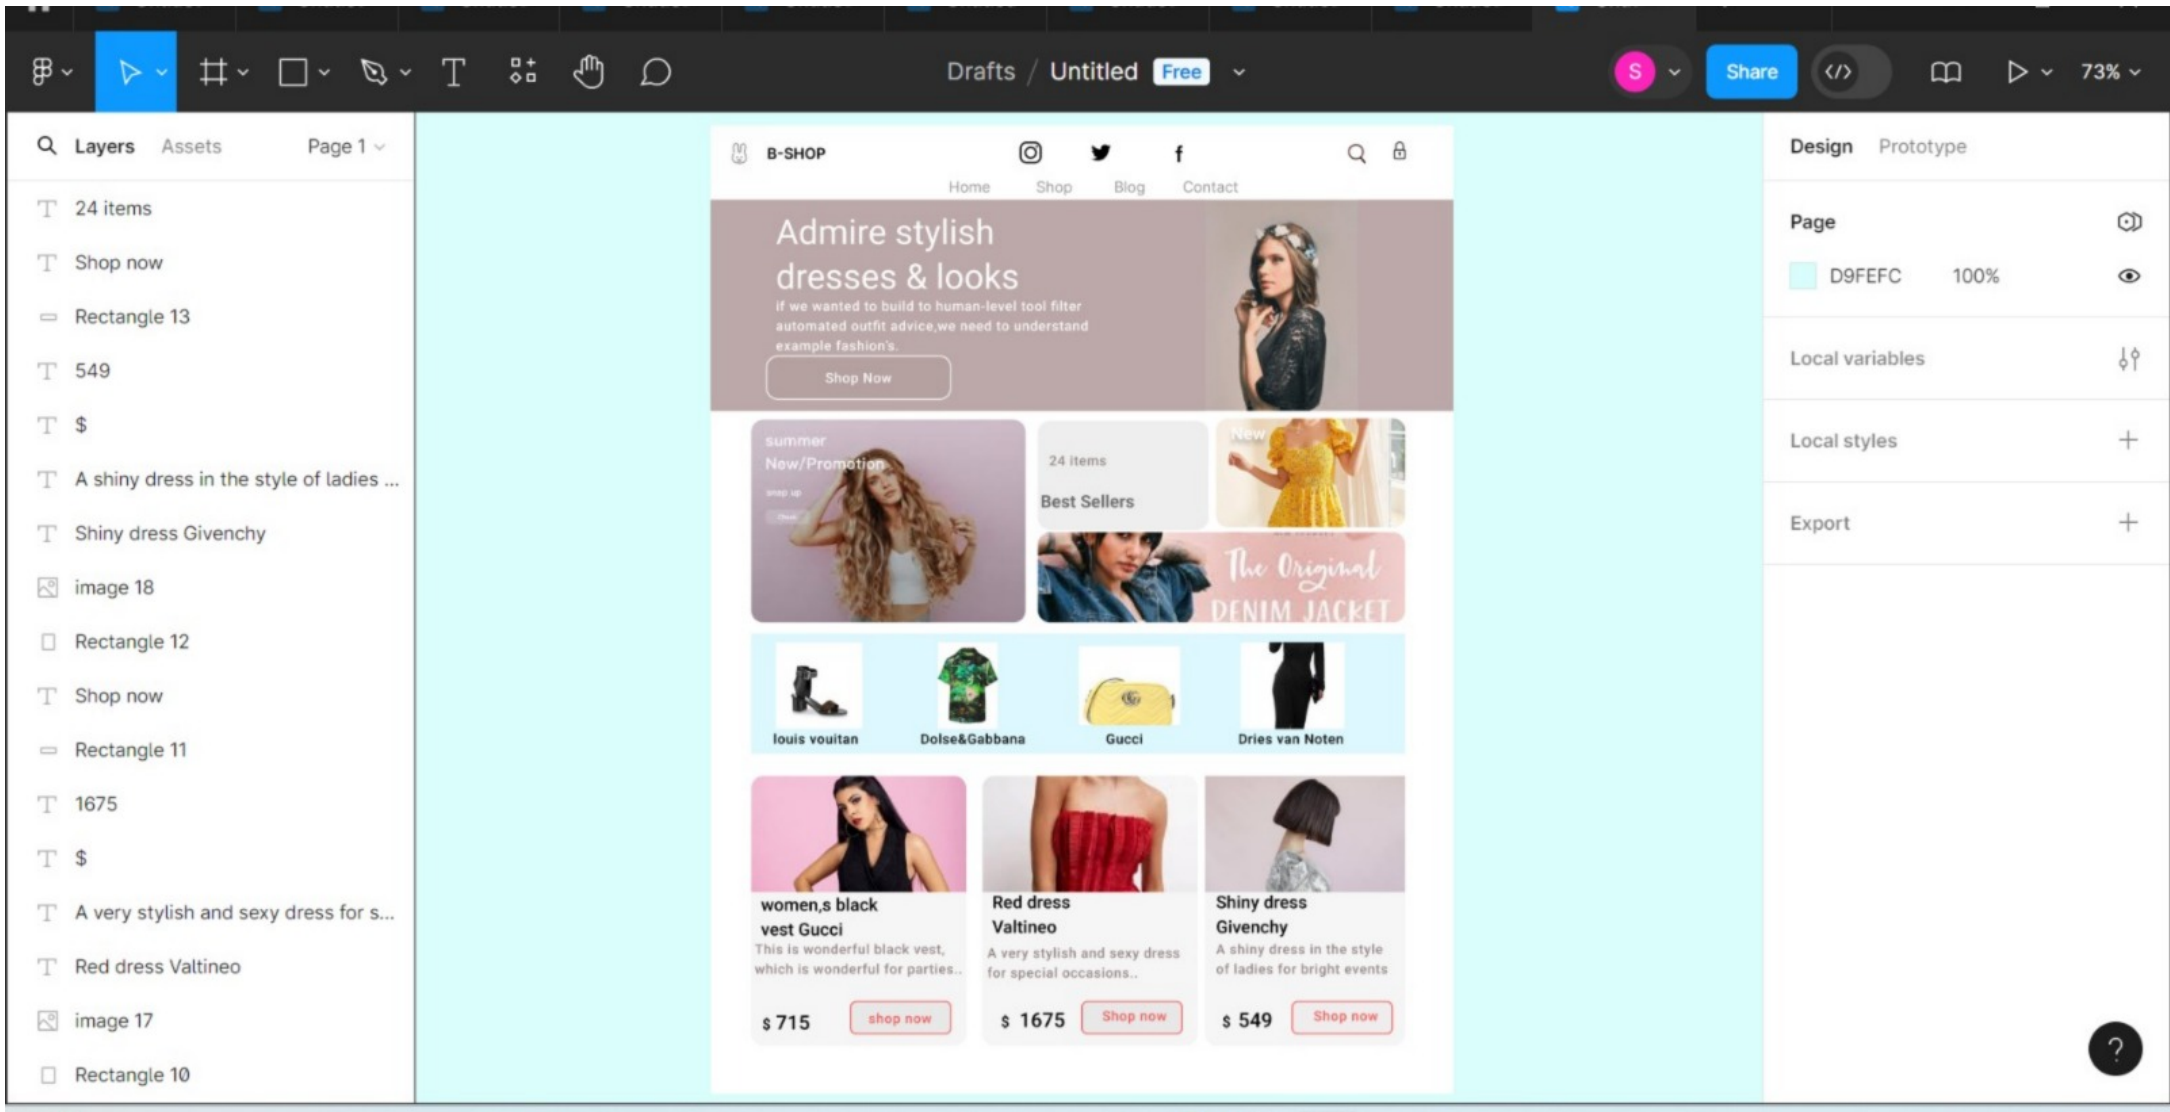 Drafts / Untitled Free
S
Share
73%
Layers Assets Page 1
24 items
Shop now
Rectangle 13
549
$
A shiny dress in the style of ladies ...
Shiny dress Givenchy
image 18
Rectangle 12
Shop now
Rectangle 11
1675
$
A very stylish and sexy dress for s...
Red dress Valtineo
image 17
Rectangle 10
B-SHOP
Home Shop Blog Contact
Admire stylish
dresses & looks
if we wanted to build to human-level tool filter
automated outfit advice,we need to understand
example fashion's.
Shop Now
summer
New/Promotion
snap up
24 items
Best Sellers
New
The Original
DENIM JACKET
louis vouitan
Dolse&Gabbana
Gucci
Dries van Noten
women,s black
vest Gucci
This is wonderful black vest,
which is wonderful for parties..
$ 715
shop now
Red dress
Valtineo
A very stylish and sexy dress
for special occasions..
$ 1675
Shop now
Shiny dress
Givenchy
A shiny dress in the style
of ladies for bright events
$ 549
Shop now
Design Prototype
Page
D9FEFC 100%
Local variables
Local styles
Export
?